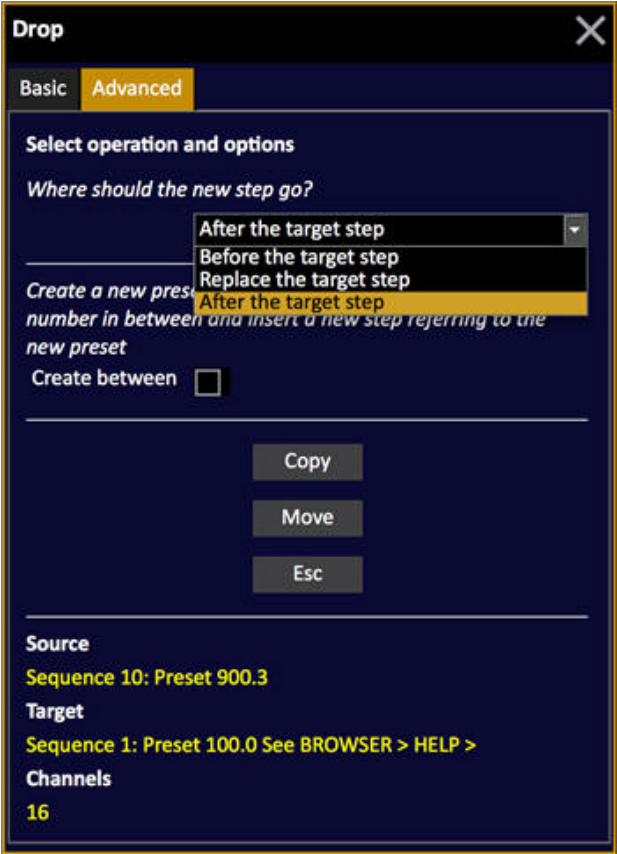 Drop
Basic Advanced
Select operation and options
Where should the new step go?
After the target step
Before the target step
Replace the target step
After the target step
Create a new pres
number in between and insert a new step referring to the
new preset
Create between
Copy
Move
Esc
Source
Sequence 10: Preset 900.3
Target
Sequence 1: Preset 100.0 See BROWSER > HELP >
Channels
16